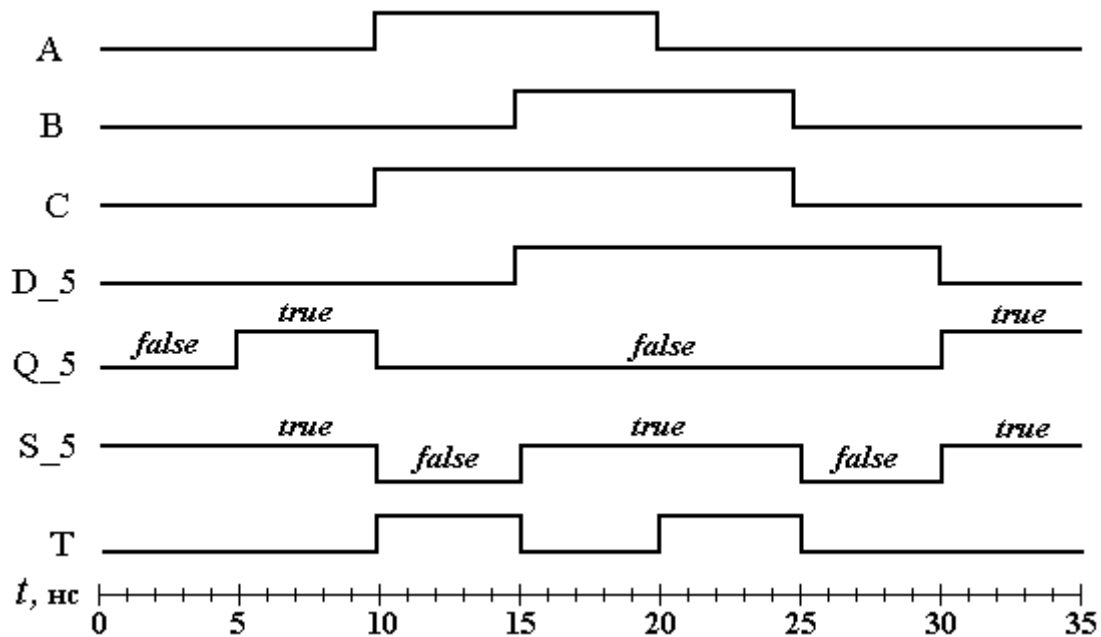 A
B
C
D_5
true true
false false
Q_5
true true true
S_5
false false
T
t, нс
0 5 10 15 20 25 30 35